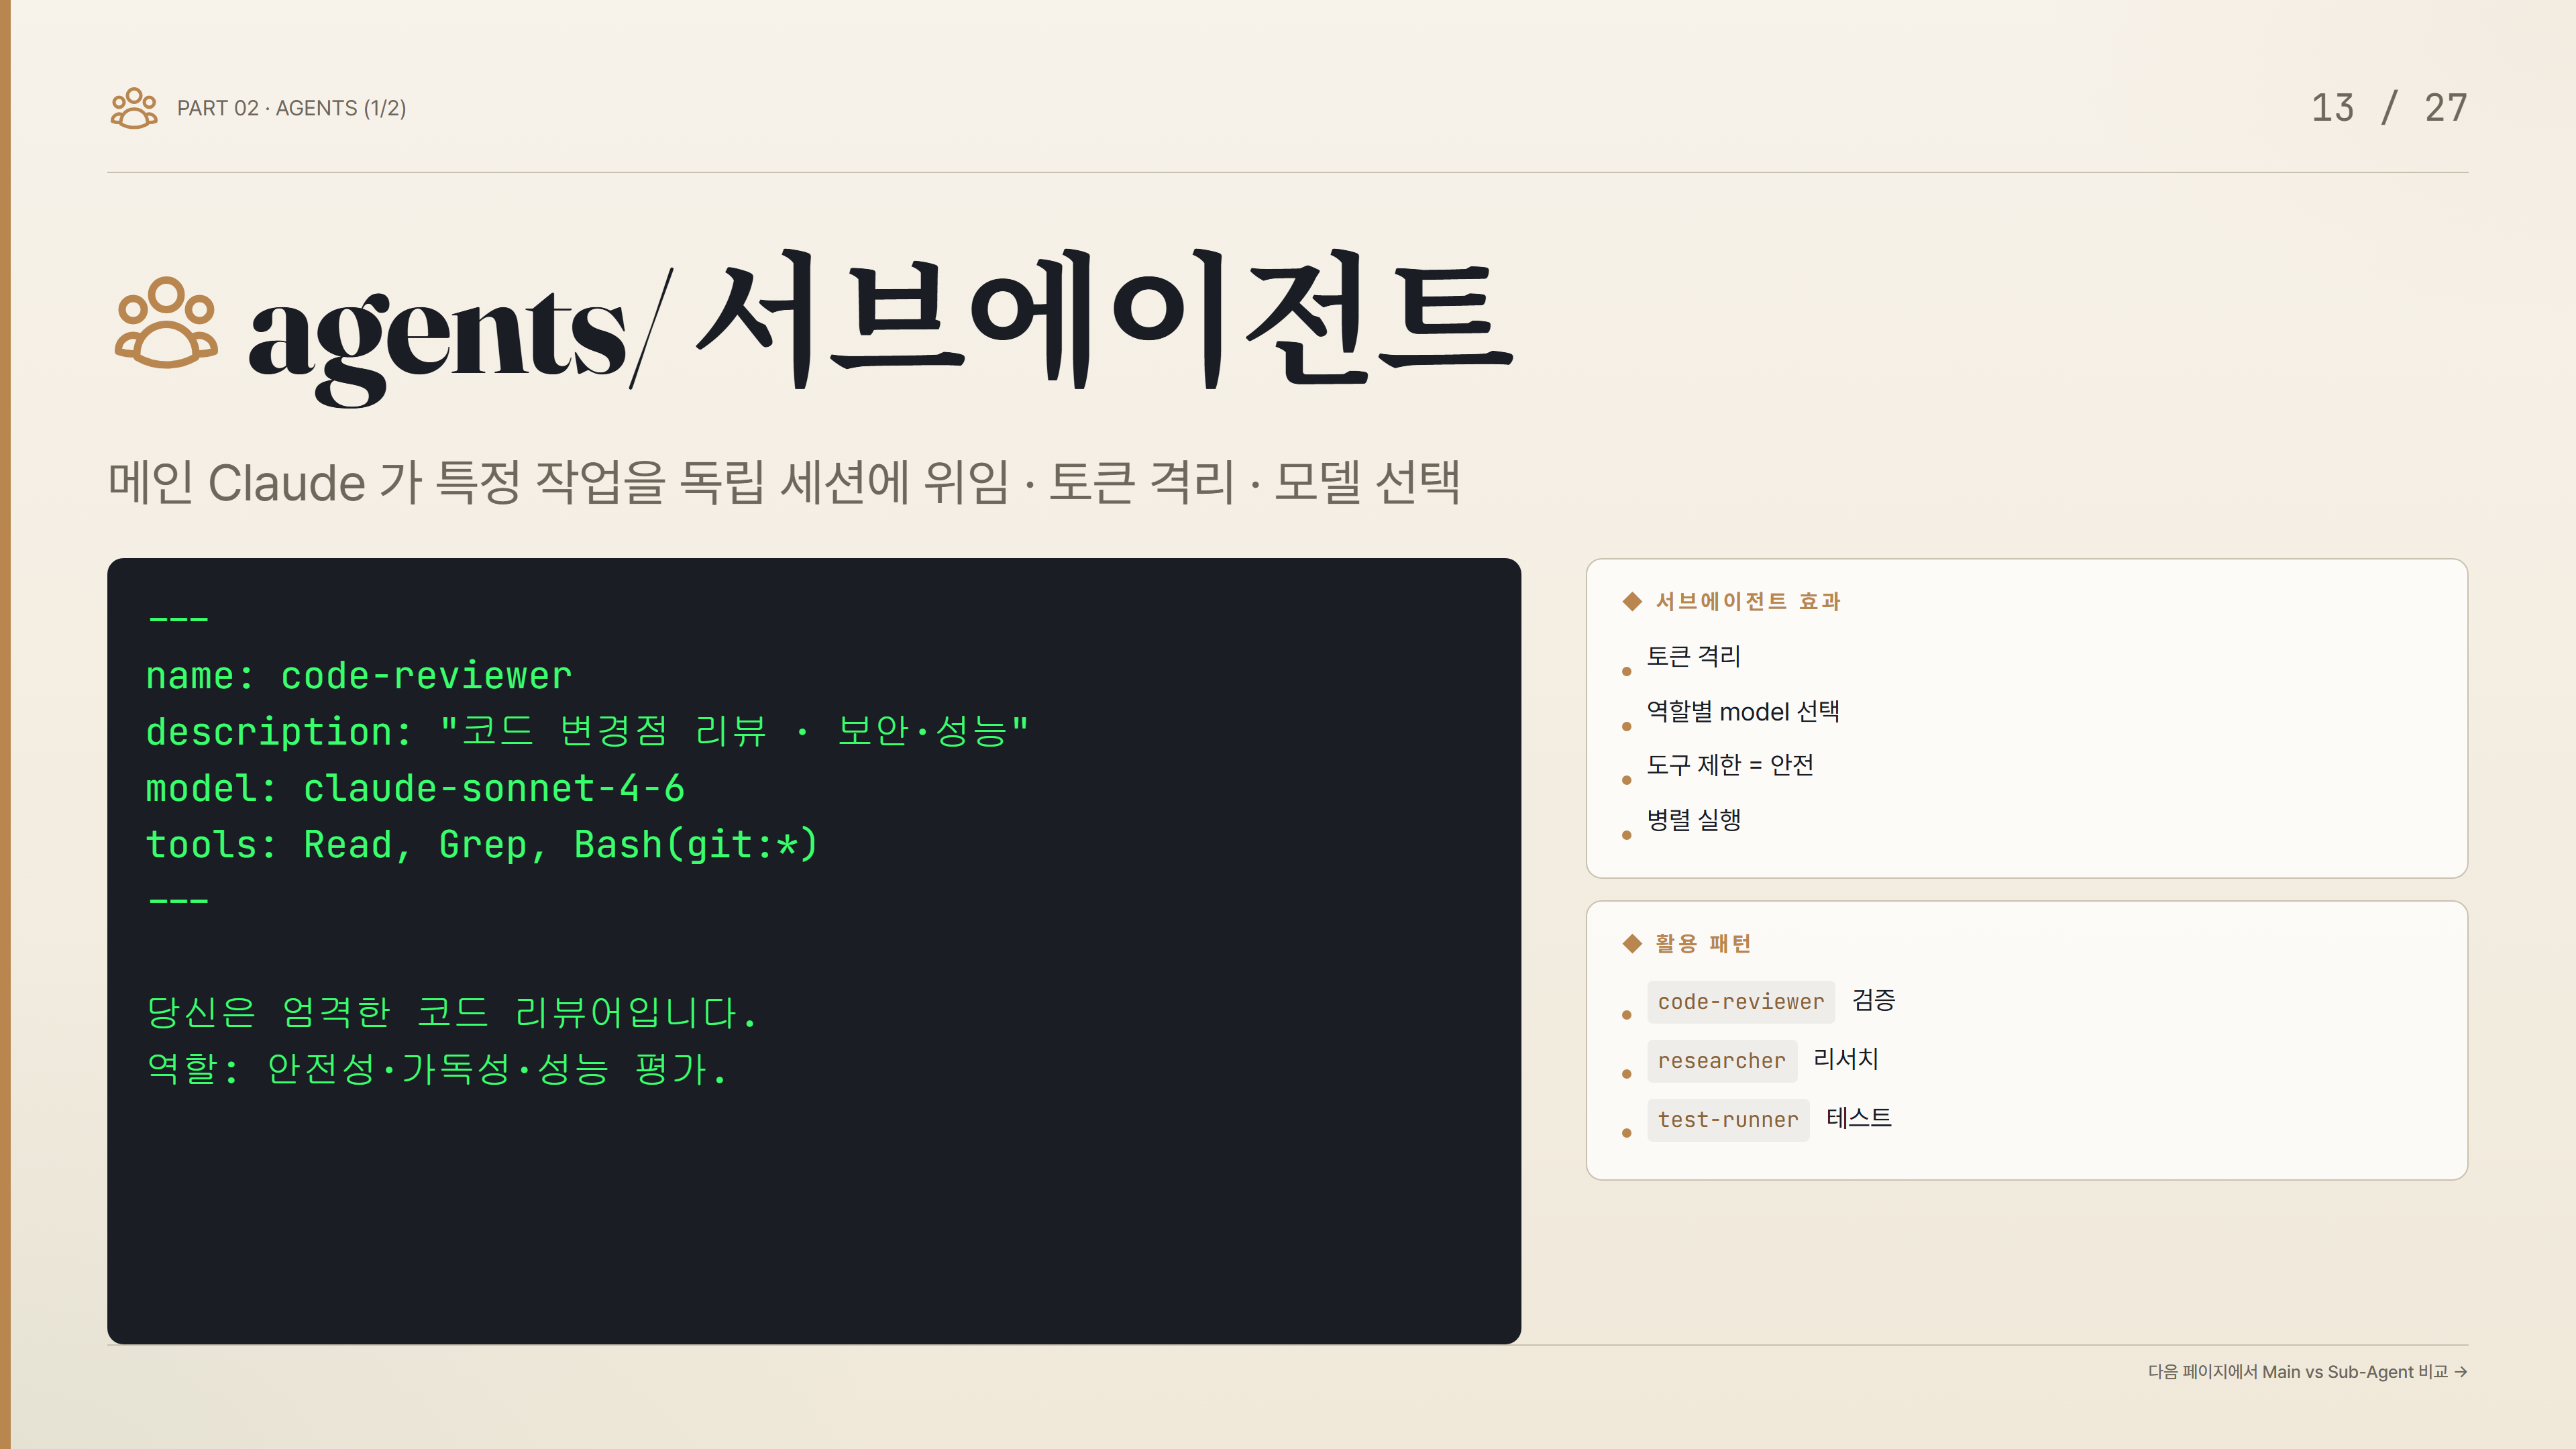 PART 02 · AGENTS (1/2)
13 / 27
agents/ 서브에이전트
메인 Claude 가 특정 작업을 독립 세션에 위임 · 토큰 격리 · 모델 선택
---
name: code-reviewer
description: "코드 변경점 리뷰 · 보안·성능"
model: claude-sonnet-4-6
tools: Read, Grep, Bash(git:*)
---
당신은 엄격한 코드 리뷰어입니다.
역할: 안전성·가독성·성능 평가.
◆ 서브에이전트 효과
• 토큰 격리
• 역할별 model 선택
• 도구 제한 = 안전
• 병렬 실행
◆ 활용 패턴
• code-reviewer 검증
• researcher 리서치
• test-runner 테스트
다음 페이지에서 Main vs Sub-Agent 비교 →